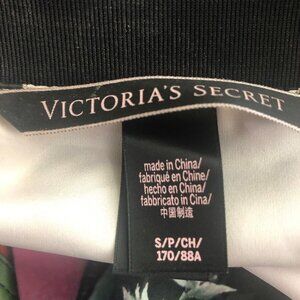 VICTORIA'S SECRET
made in China/
fabriqué en Chine/
hecho en China/
fabbricato in Cina/
中国制造
S/P/CH/
170/88A